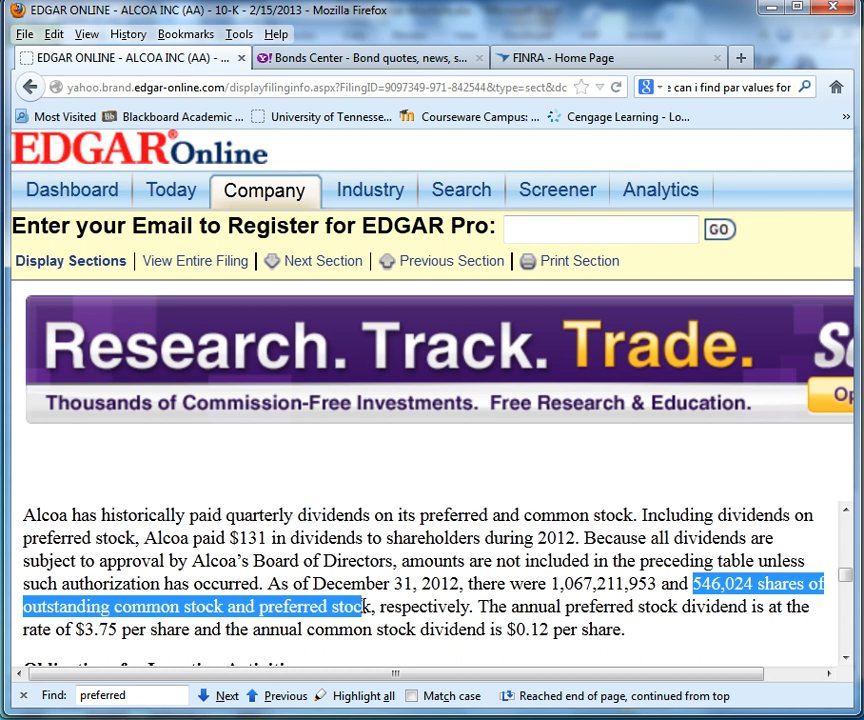 EDGAR ONLINE - ALCOA INC (AA) - 10-K - 2/15/2013 - Mozilla Firefox
File Edit View History Bookmarks Tools Help
EDGAR ONLINE - ALCOA INC (AA) - ... × Y! Bonds Center - Bond quotes, news, s... × FINRA - Home Page × +
yahoo.brand.edgar-online.com/displayfilinginfo.aspx?FilingID=9097349-971-842544&type=sect&dc e can i find par values for
Most Visited Bb Blackboard Academic ... University of Tennesse... Courseware Campus: ... Cengage Learning - Lo... »
EDGAR®Online
Dashboard Today Company Industry Search Screener Analytics
Enter your Email to Register for EDGAR Pro: GO
Display Sections | View Entire Filing | Next Section | Previous Section | Print Section
Research. Track. Trade.
Thousands of Commission-Free Investments. Free Research & Education.
Alcoa has historically paid quarterly dividends on its preferred and common stock. Including dividends on
preferred stock, Alcoa paid $131 in dividends to shareholders during 2012. Because all dividends are
subject to approval by Alcoa's Board of Directors, amounts are not included in the preceding table unless
such authorization has occurred. As of December 31, 2012, there were 1,067,211,953 and 546,024 shares of
outstanding common stock and preferred stock, respectively. The annual preferred stock dividend is at the
rate of $3.75 per share and the annual common stock dividend is $0.12 per share.
× Find: preferred Next Previous Highlight all Match case Reached end of page, continued from top